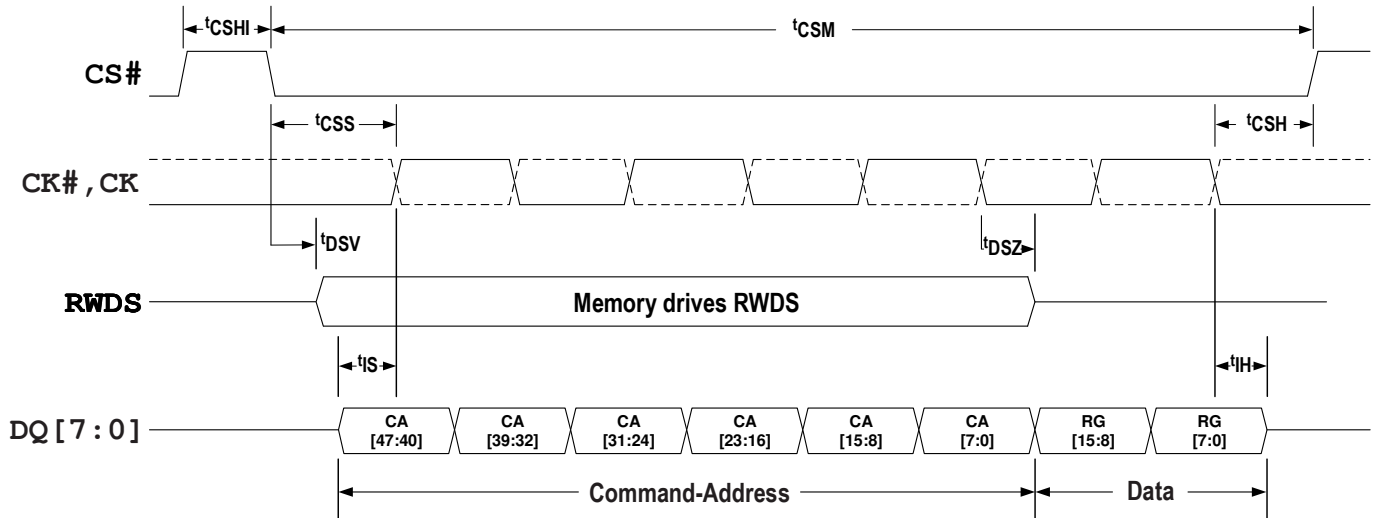 tCSHI
tCSM
CS#
tCSS
tCSH
CK#,CK
tDSV
tDSZ
RWDS
Memory drives RWDS
tIS
tIH
DQ[7:0]
CA
[47:40]
CA
[39:32]
CA
[31:24]
CA
[23:16]
CA
[15:8]
CA
[7:0]
RG
[15:8]
RG
[7:0]
Command-Address
Data